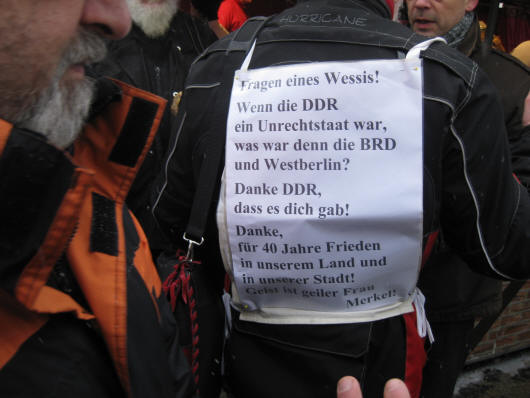 HURRICANE
Fragen eines Wessis!
Wenn die DDR
ein Unrechtstaat war,
was war denn die BRD
und Westberlin?
Danke DDR,
dass es dich gab!
Danke,
für 40 Jahre Frieden
in unserem Land und
in unserer Stadt!
Geist ist geiler Frau
Merkel!